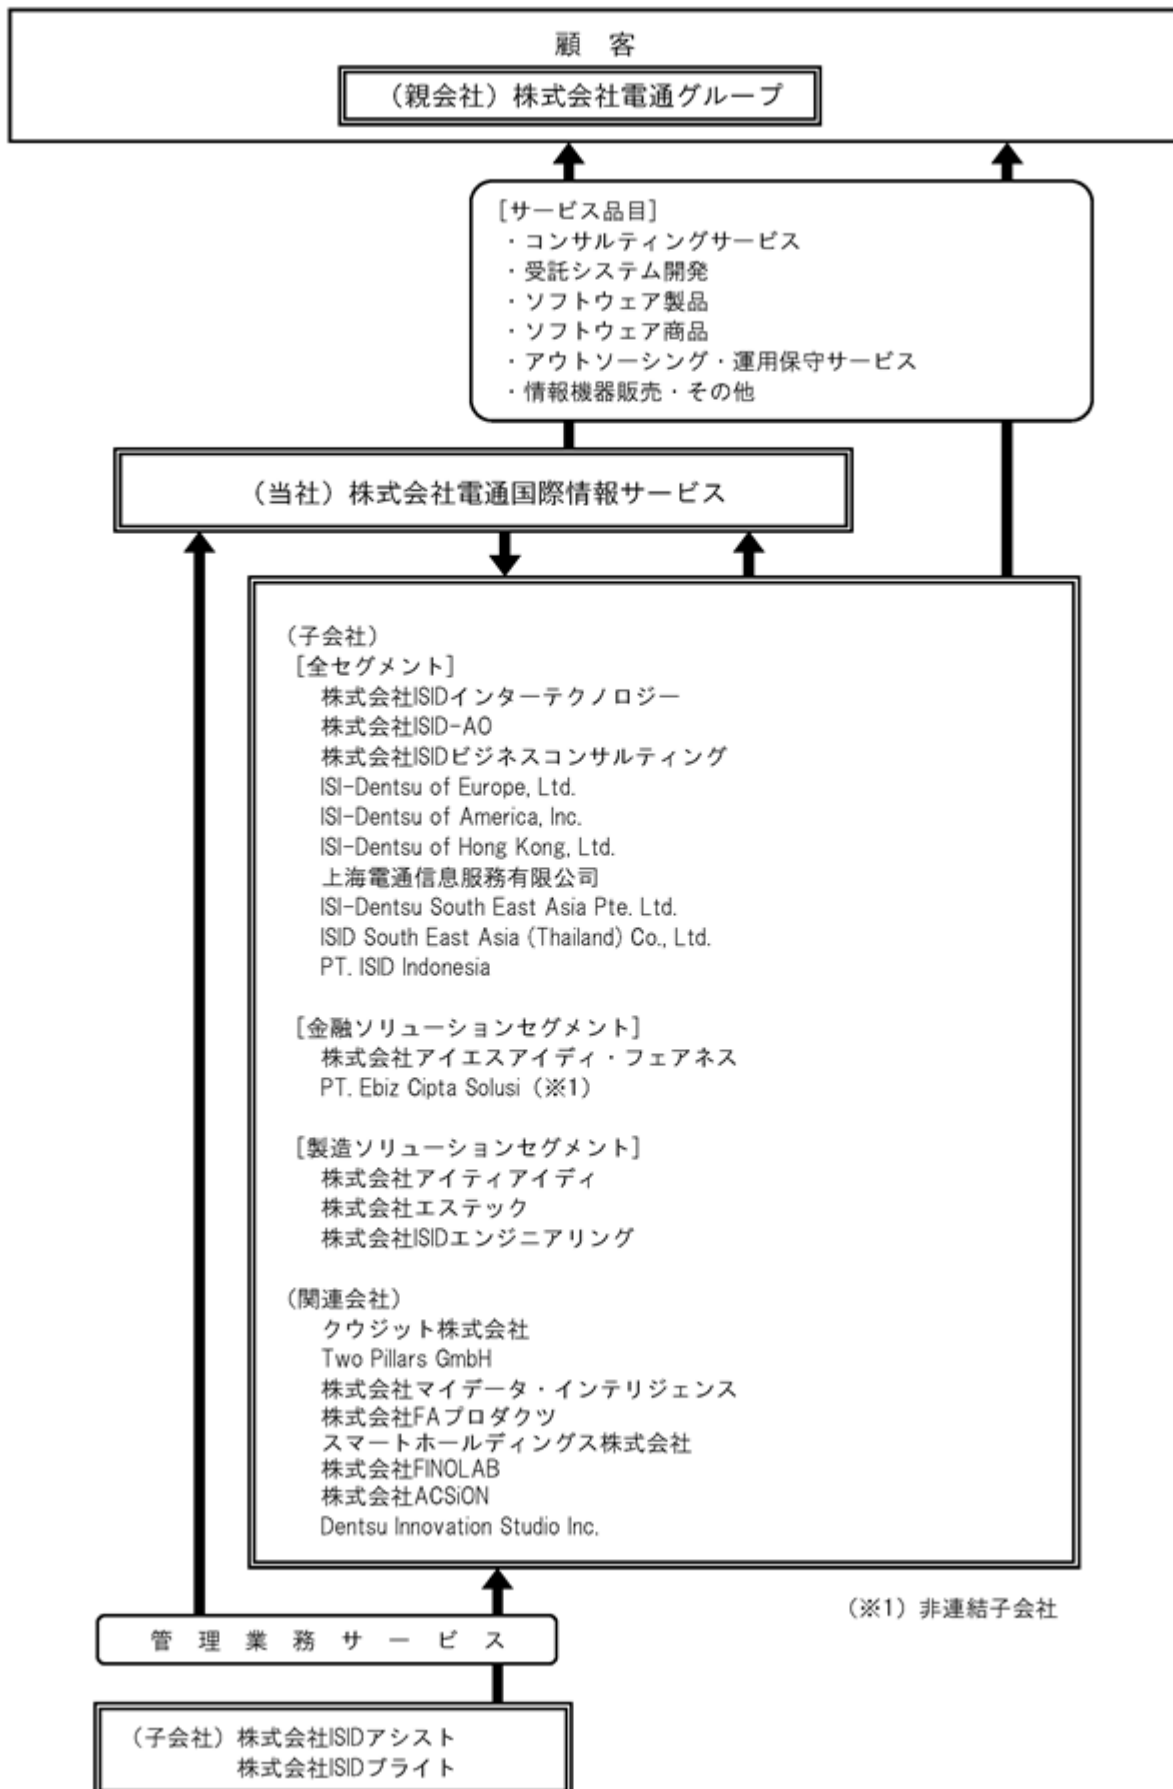 顧 客
（親会社）株式会社電通グループ
［サービス品目］
・コンサルティングサービス
・受託システム開発
・ソフトウェア製品
・ソフトウェア商品
・アウトソーシング・運用保守サービス
・情報機器販売・その他
（当社）株式会社電通国際情報サービス
（子会社）
［全セグメント］
株式会社ISIDインターテクノロジー
株式会社ISID-AO
株式会社ISIDビジネスコンサルティング
ISI-Dentsu of Europe, Ltd.
ISI-Dentsu of America, Inc.
ISI-Dentsu of Hong Kong, Ltd.
上海電通信息服務有限公司
ISI-Dentsu South East Asia Pte. Ltd.
ISID South East Asia (Thailand) Co., Ltd.
PT. ISID Indonesia
［金融ソリューションセグメント］
株式会社アイエスアイディ・フェアネス
PT. Ebiz Cipta Solusi（※1）
［製造ソリューションセグメント］
株式会社アイティアイディ
株式会社エステック
株式会社ISIDエンジニアリング
（関連会社）
クウジット株式会社
Two Pillars GmbH
株式会社マイデータ・インテリジェンス
株式会社FAプロダクツ
スマートホールディングス株式会社
株式会社FINOLAB
株式会社ACSiON
Dentsu Innovation Studio Inc.
（※1）非連結子会社
管 理 業 務 サ ー ビ ス
（子会社）株式会社ISIDアシスト
株式会社ISIDブライト